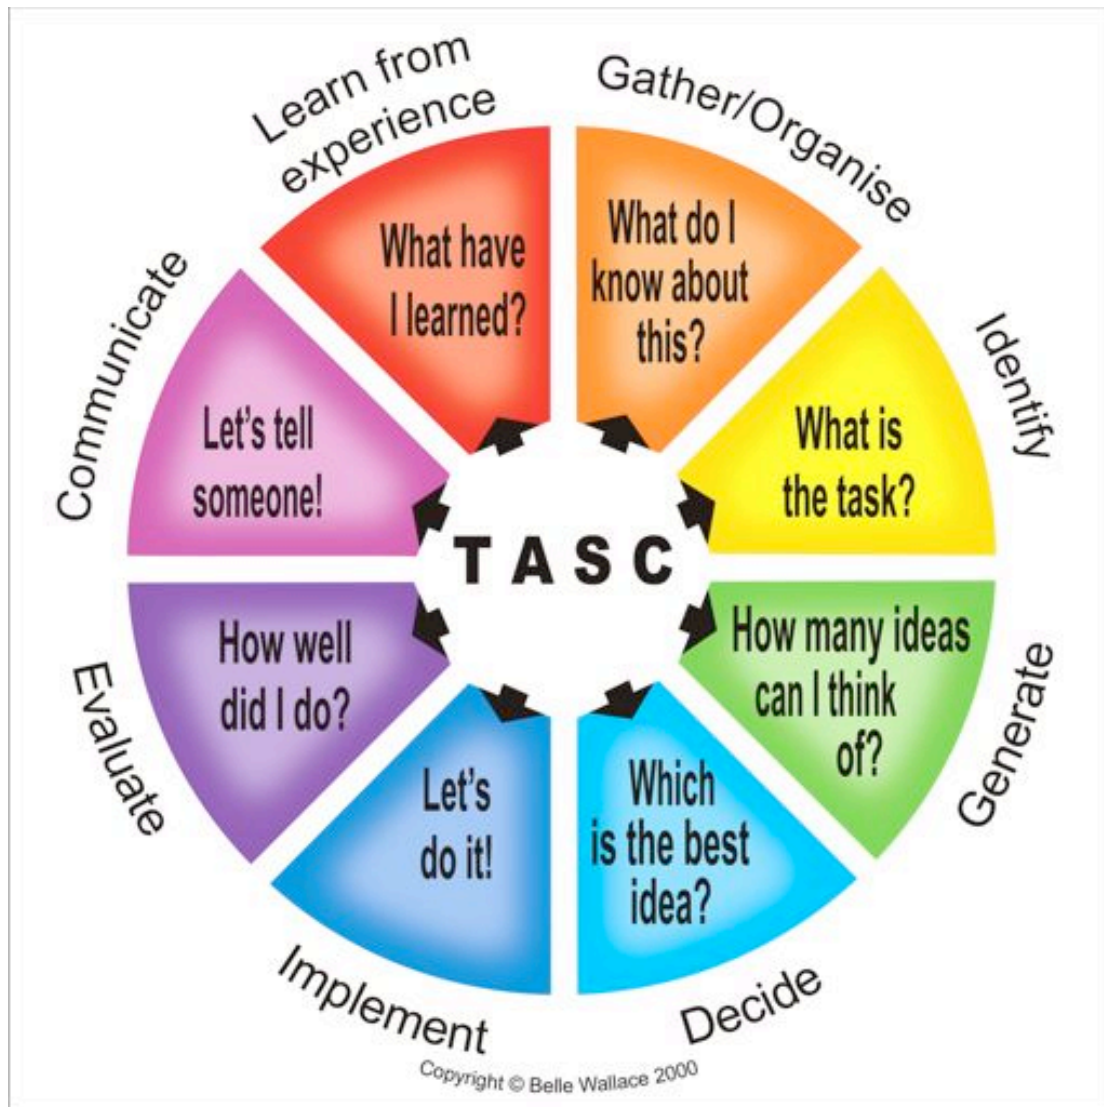 Gather/Organise
What do I
know about
this?
Identify
What is
the task?
Generate
How many ideas
can I think
of?
Decide
Which
is the best
idea?
Implement
Let's
do it!
Evaluate
How well
did I do?
Communicate
Let's tell
someone!
Learn from
experience
What have
I learned?
TASC
Copyright © Belle Wallace 2000